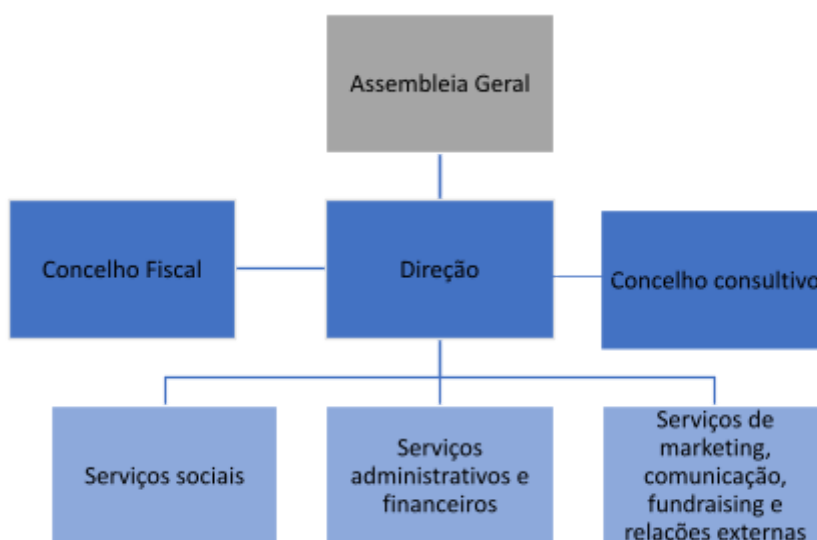 Assembleia Geral
Concelho Fiscal
Direção
Concelho consultivo
Serviços sociais
Serviços
administrativos e
financeiros
Serviços de
marketing,
comunicação,
fundraising e
relações externas